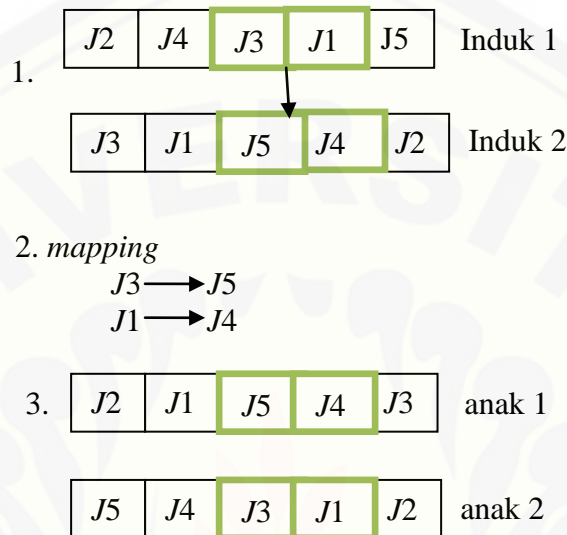 J2 J4 J3 J1 J5 Induk 1
1.
J3 J1 J5 J4 J2 Induk 2
2. mapping
J3 J5
J1 J4
3. J2 J1 J5 J4 J3 anak 1
J5 J4 J3 J1 J2 anak 2